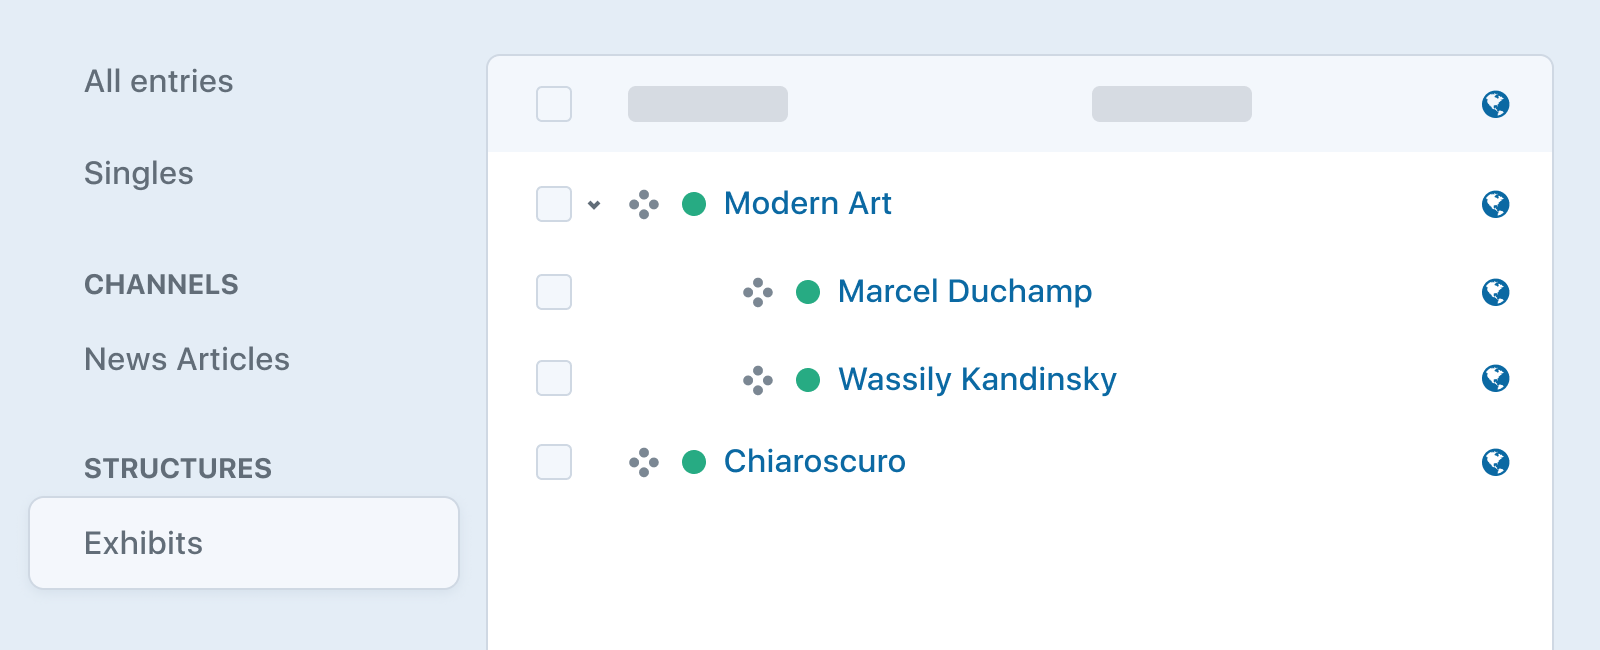 All entries
Singles
CHANNELS
News Articles
STRUCTURES
Exhibits
Modern Art
Marcel Duchamp
Wassily Kandinsky
Chiaroscuro